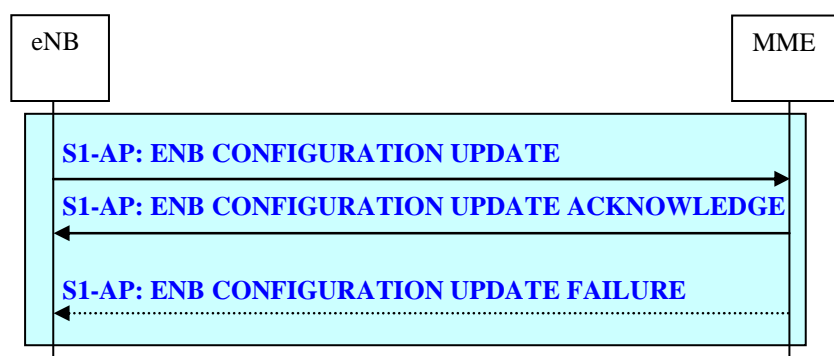 eNB
MME
S1-AP: ENB CONFIGURATION UPDATE
S1-AP: ENB CONFIGURATION UPDATE ACKNOWLEDGE
S1-AP: ENB CONFIGURATION UPDATE FAILURE